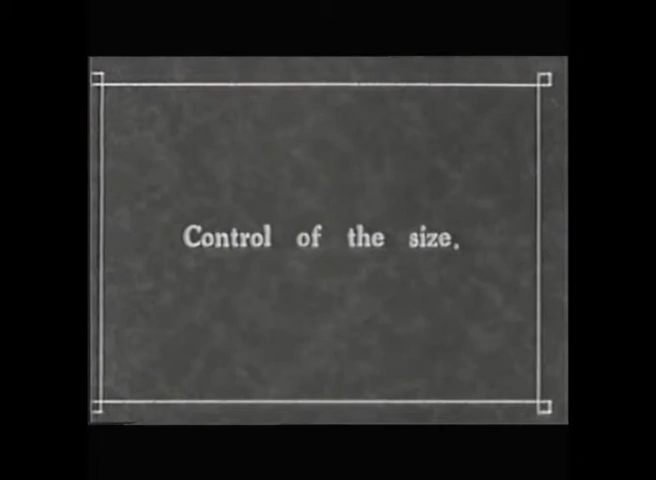 Control of the size.